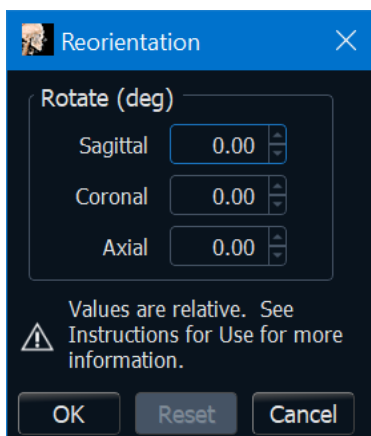 Reorientation
Rotate (deg)
Sagittal 0.00
Coronal 0.00
Axial 0.00
Values are relative. See
Instructions for Use for more
information.
OK Reset Cancel